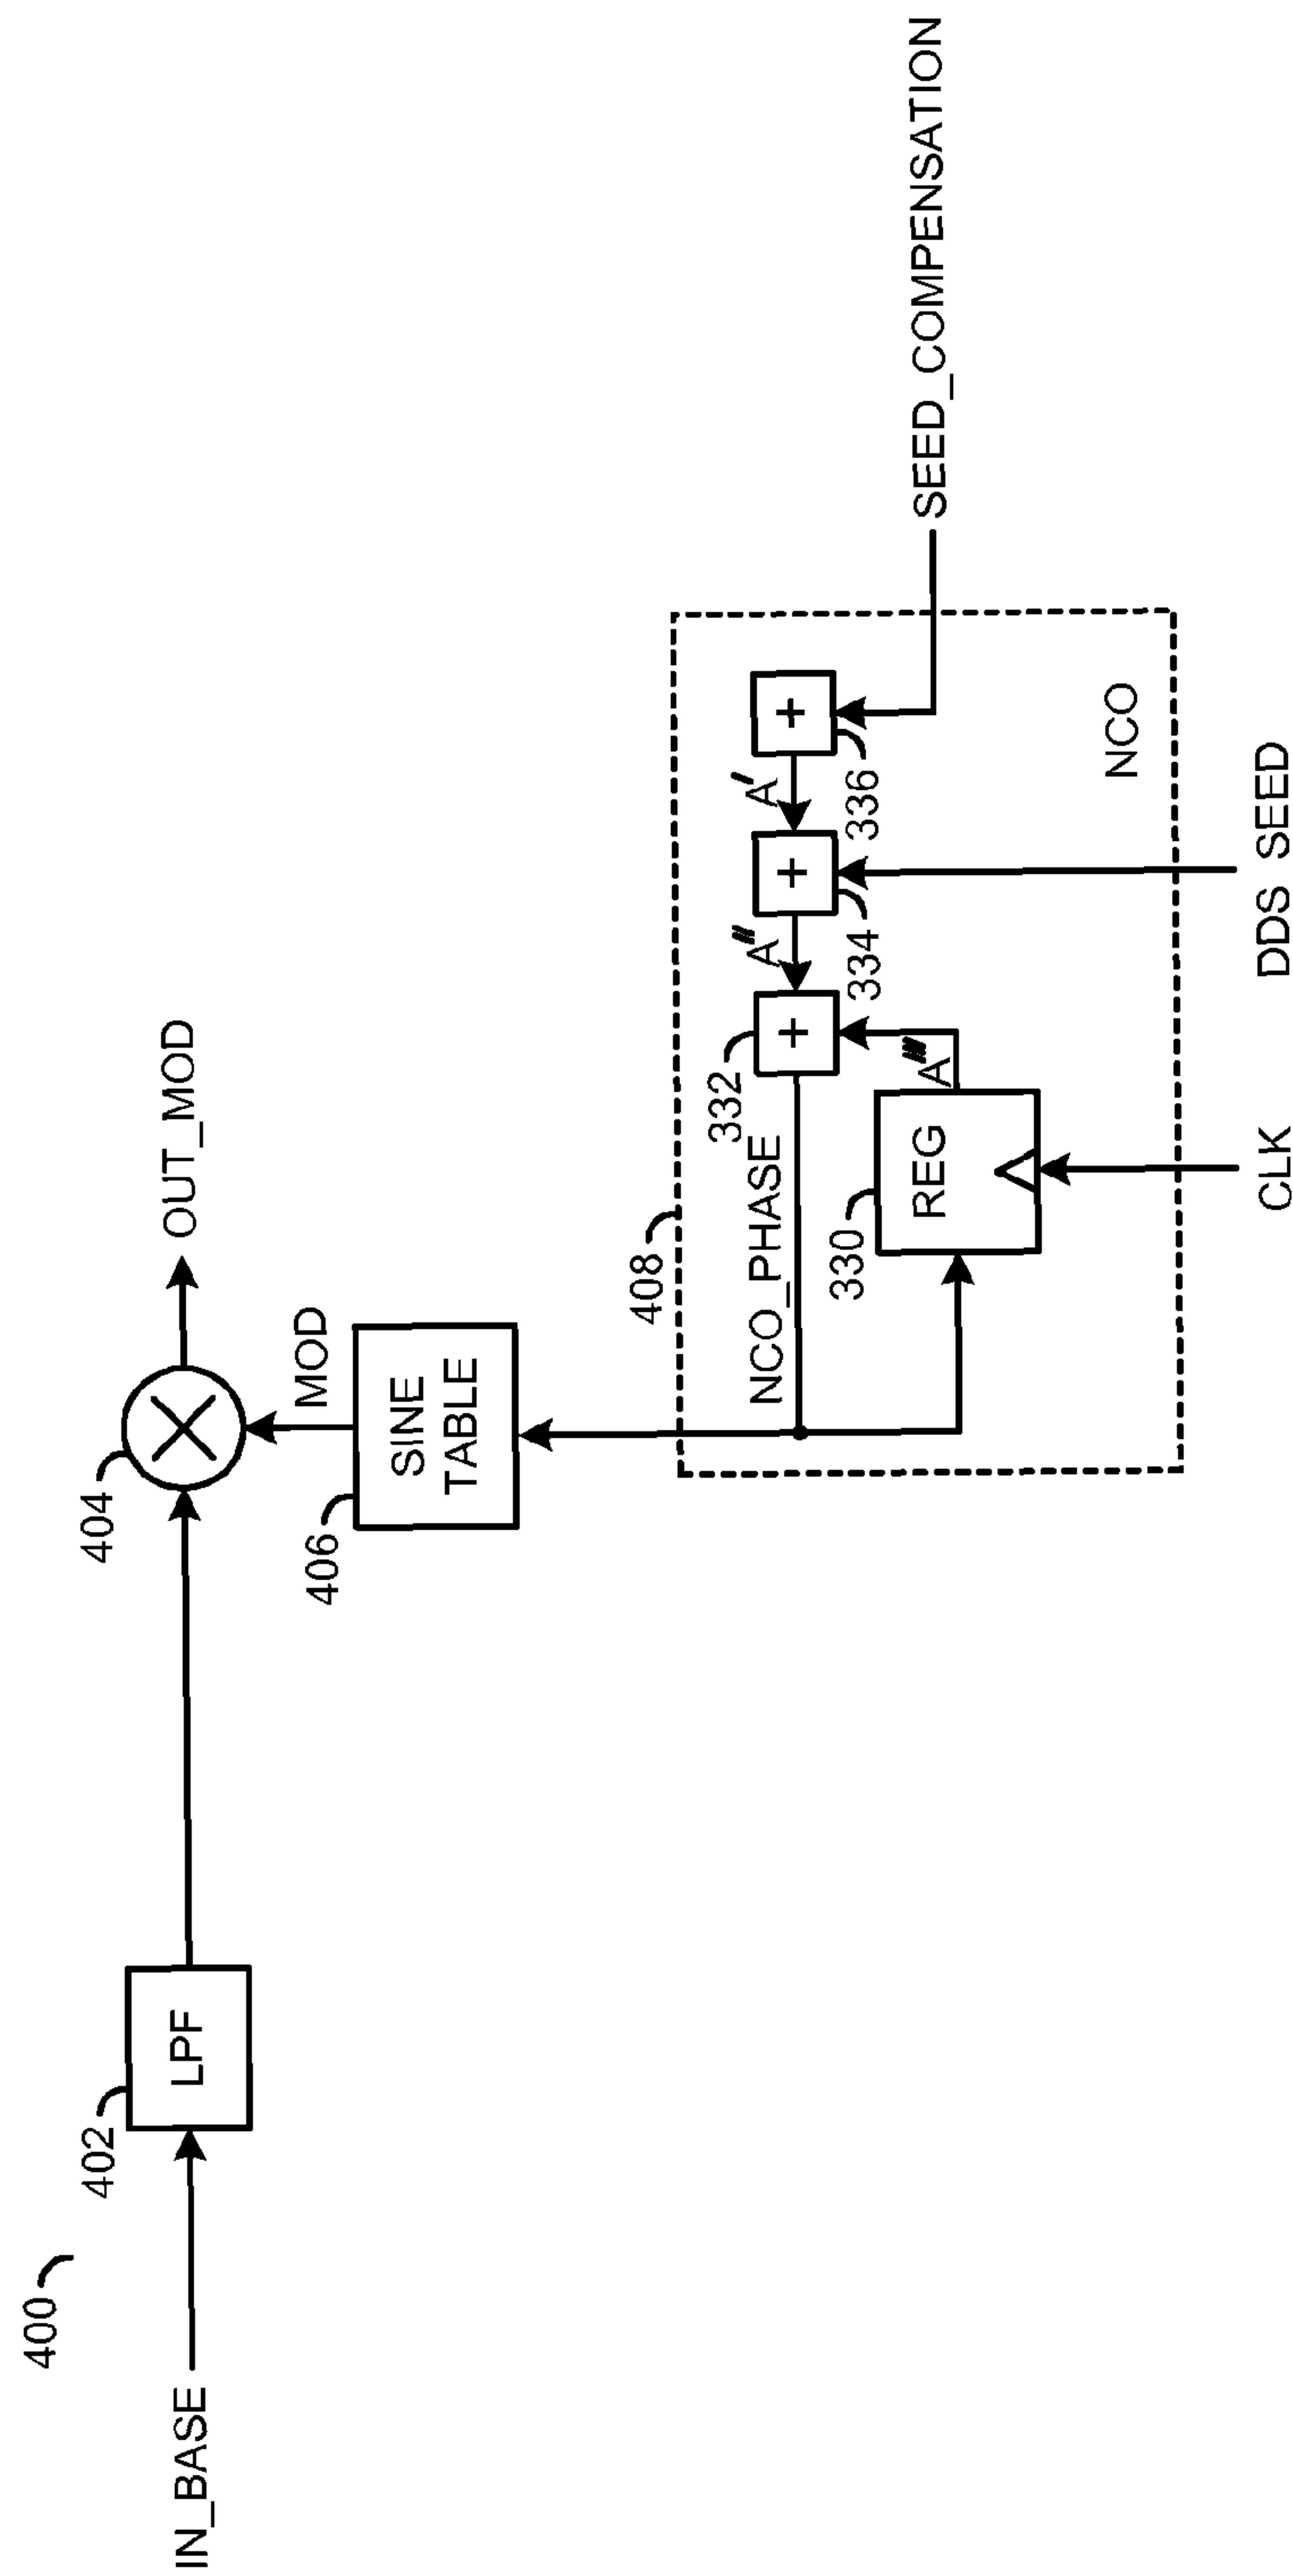 400
IN_BASE
402
LPF
404
OUT_MOD
MOD
406
SINE
TABLE
408
NCO_PHASE
332
+
A″
334
+
A′
336
+
SEED_COMPENSATION
330
REG
A‴
NCO
CLK
DDS SEED